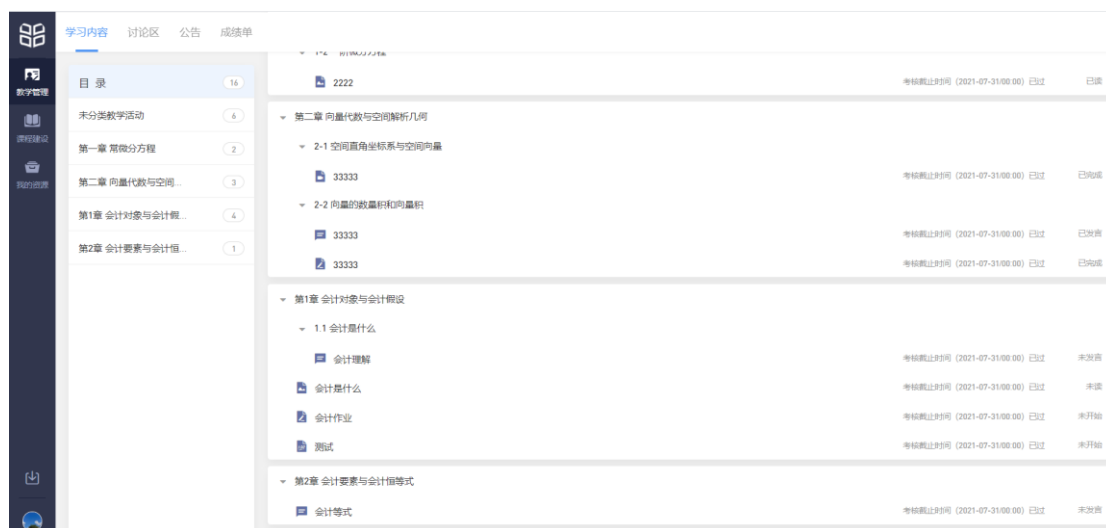 学习内容 讨论区 公告 成绩单
教学管理
课程建设
我的资源
目 录 16
未分类教学活动 6
第一章 常微分方程 2
第二章 向量代数与空间... 3
第1章 会计对象与会计假... 4
第2章 会计要素与会计恒... 1
2222 考核截止时间 (2021-07-31/00:00) 已过 已读
第二章 向量代数与空间解析几何
2-1 空间直角坐标系与空间向量
33333 考核截止时间 (2021-07-31/00:00) 已过 已完成
2-2 向量的数量积和向量积
33333 考核截止时间 (2021-07-31/00:00) 已过 已发言
33333 考核截止时间 (2021-07-31/00:00) 已过 已完成
第1章 会计对象与会计假设
1.1 会计是什么
会计理解 考核截止时间 (2021-07-31/00:00) 已过 未发言
会计是什么 考核截止时间 (2021-07-31/00:00) 已过 未读
会计作业 考核截止时间 (2021-07-31/00:00) 已过 未开始
测试 考核截止时间 (2021-07-31/00:00) 已过 未开始
第2章 会计要素与会计恒等式
会计等式 考核截止时间 (2021-07-31/00:00) 已过 未发言